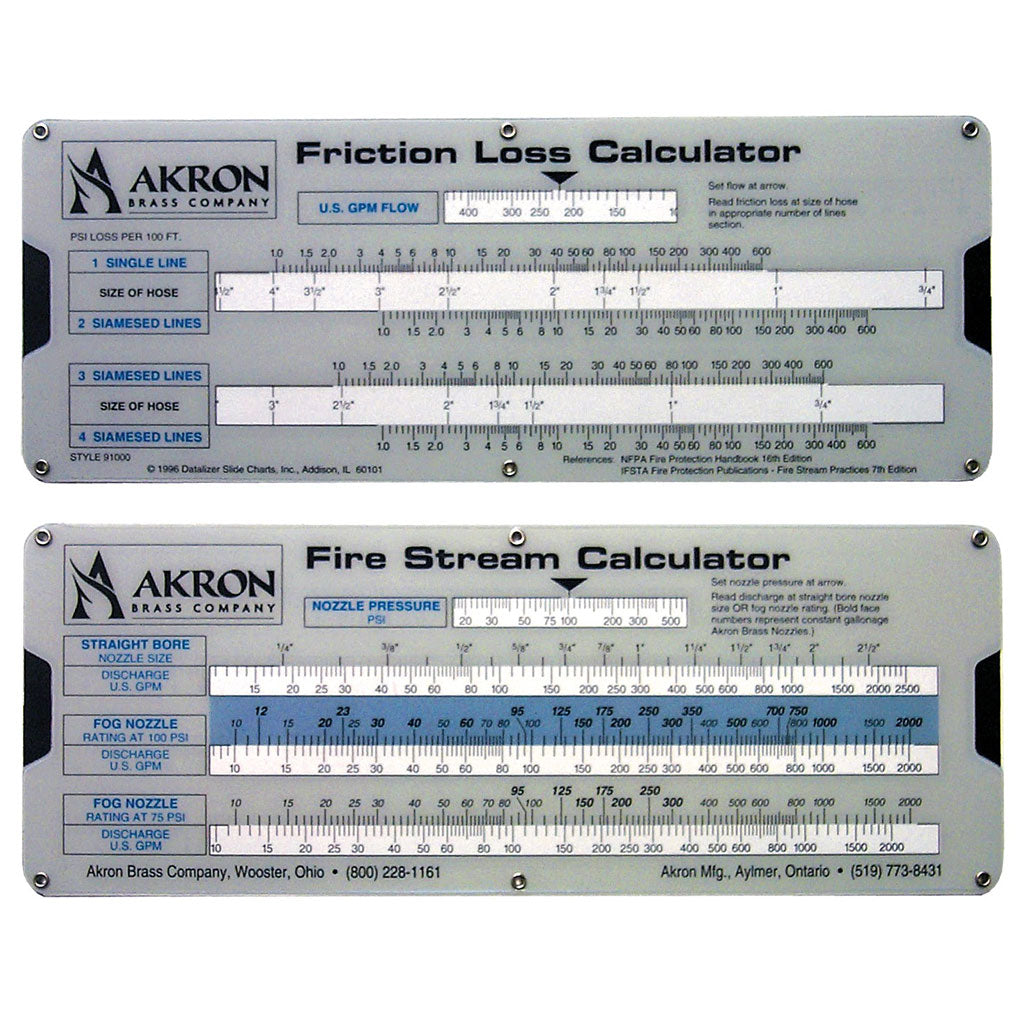 AKRON
BRASS COMPANY
Friction Loss Calculator
U.S. GPM FLOW
400 300 250 200 150 10
Set flow at arrow.
Read friction loss at size of hose
in appropriate number of lines
section.
PSI LOSS PER 100 FT.
1 SINGLE LINE
1.0 1.5 2.0 3 4 5 6 8 10 15 20 30 40 50 60 80 100 150 200 300 400 600
SIZE OF HOSE
½" 4" 3½" 3" 2½" 2" 1¾" 1½" 1" ¾"
2 SIAMESED LINES
1.0 1.5 2.0 3 4 5 6 8 10 15 20 30 40 50 60 80 100 150 200 300 400 600
3 SIAMESED LINES
1.0 1.5 2.0 3 4 5 6 8 10 15 20 30 40 50 60 80 100 150 200 300 400 600
SIZE OF HOSE
3" 2½" 2" 1¾" 1½" 1" ¾"
4 SIAMESED LINES
1.0 1.5 2.0 3 4 5 6 8 10 15 20 30 40 50 60 80 100 150 200 300 400 600
STYLE 91000
© 1996 Datalizer Slide Charts, Inc., Addison, IL 60101
References: NFPA Fire Protection Handbook 16th Edition
IFSTA Fire Protection Publications - Fire Stream Practices 7th Edition
AKRON
BRASS COMPANY
Fire Stream Calculator
NOZZLE PRESSURE
PSI
20 30 50 75 100 200 300 500
Set nozzle pressure at arrow.
Read discharge at straight bore nozzle
size OR fog nozzle rating. (Bold face
numbers represent constant gallonage
Akron Brass Nozzles.)
STRAIGHT BORE
NOZZLE SIZE
1/4" 3/8" 1/2" 5/8" 3/4" 7/8" 1" 1¼" 1½" 1¾" 2" 2½"
DISCHARGE
U.S. GPM
15 20 25 30 40 50 60 80 100 150 200 250 300 400 500 600 800 1000 1500 2000 2500
12 23 95 125 175 250 350 700 750
FOG NOZZLE
RATING AT 100 PSI
10 15 20 25 30 40 50 60 70 80 100 150 200 300 400 500 600 800 1000 1500 2000
DISCHARGE
U.S. GPM
10 15 20 25 30 40 50 60 80 100 150 200 250 300 400 500 600 800 1000 1500 2000
95 125 175 250
FOG NOZZLE
RATING AT 75 PSI
10 15 20 25 30 40 50 60 70 80 100 150 200 300 400 500 600 800 1000 1500 2000
DISCHARGE
U.S. GPM
10 15 20 25 30 40 50 60 80 100 150 200 250 300 400 500 600 800 1000 1500 2000
Akron Brass Company, Wooster, Ohio • (800) 228-1161
Akron Mfg., Aylmer, Ontario • (519) 773-8431